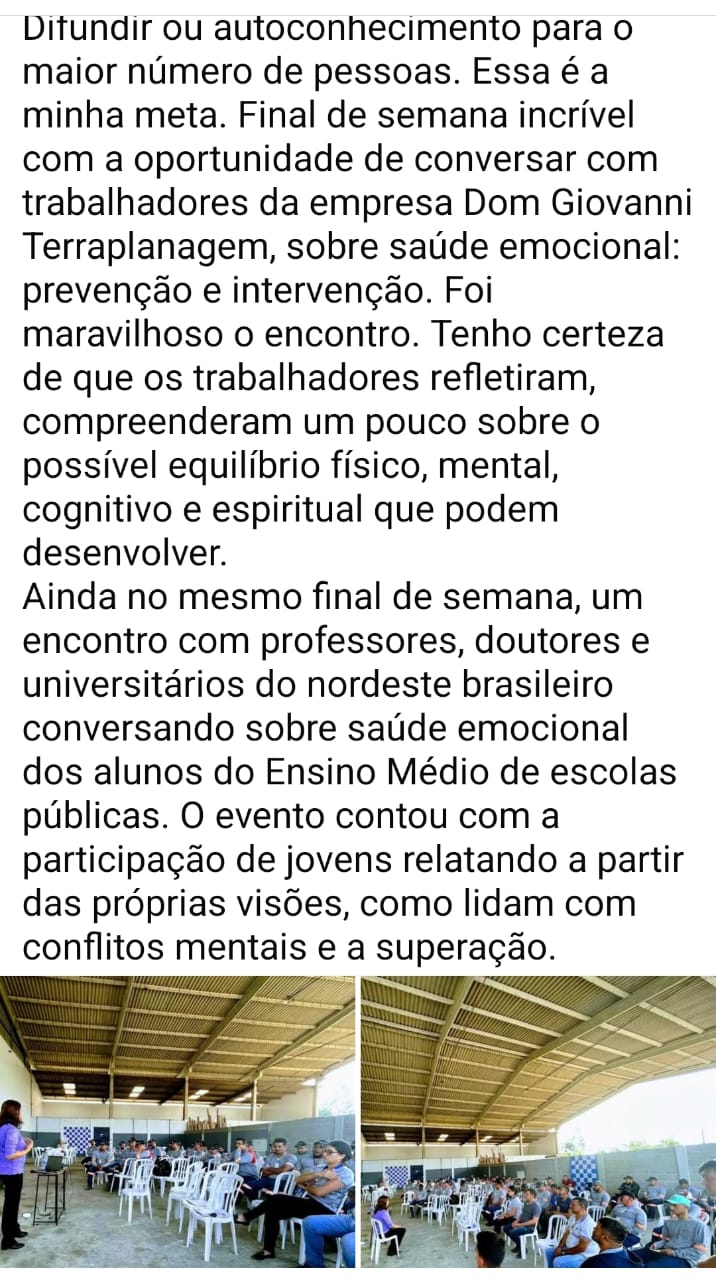 Difundir ou autoconhecimento para o
maior número de pessoas. Essa é a
minha meta. Final de semana incrível
com a oportunidade de conversar com
trabalhadores da empresa Dom Giovanni
Terraplanagem, sobre saúde emocional:
prevenção e intervenção. Foi
maravilhoso o encontro. Tenho certeza
de que os trabalhadores refletiram,
compreenderam um pouco sobre o
possível equilíbrio físico, mental,
cognitivo e espiritual que podem
desenvolver.
Ainda no mesmo final de semana, um
encontro com professores, doutores e
universitários do nordeste brasileiro
conversando sobre saúde emocional
dos alunos do Ensino Médio de escolas
públicas. O evento contou com a
participação de jovens relatando a partir
das próprias visões, como lidam com
conflitos mentais e a superação.